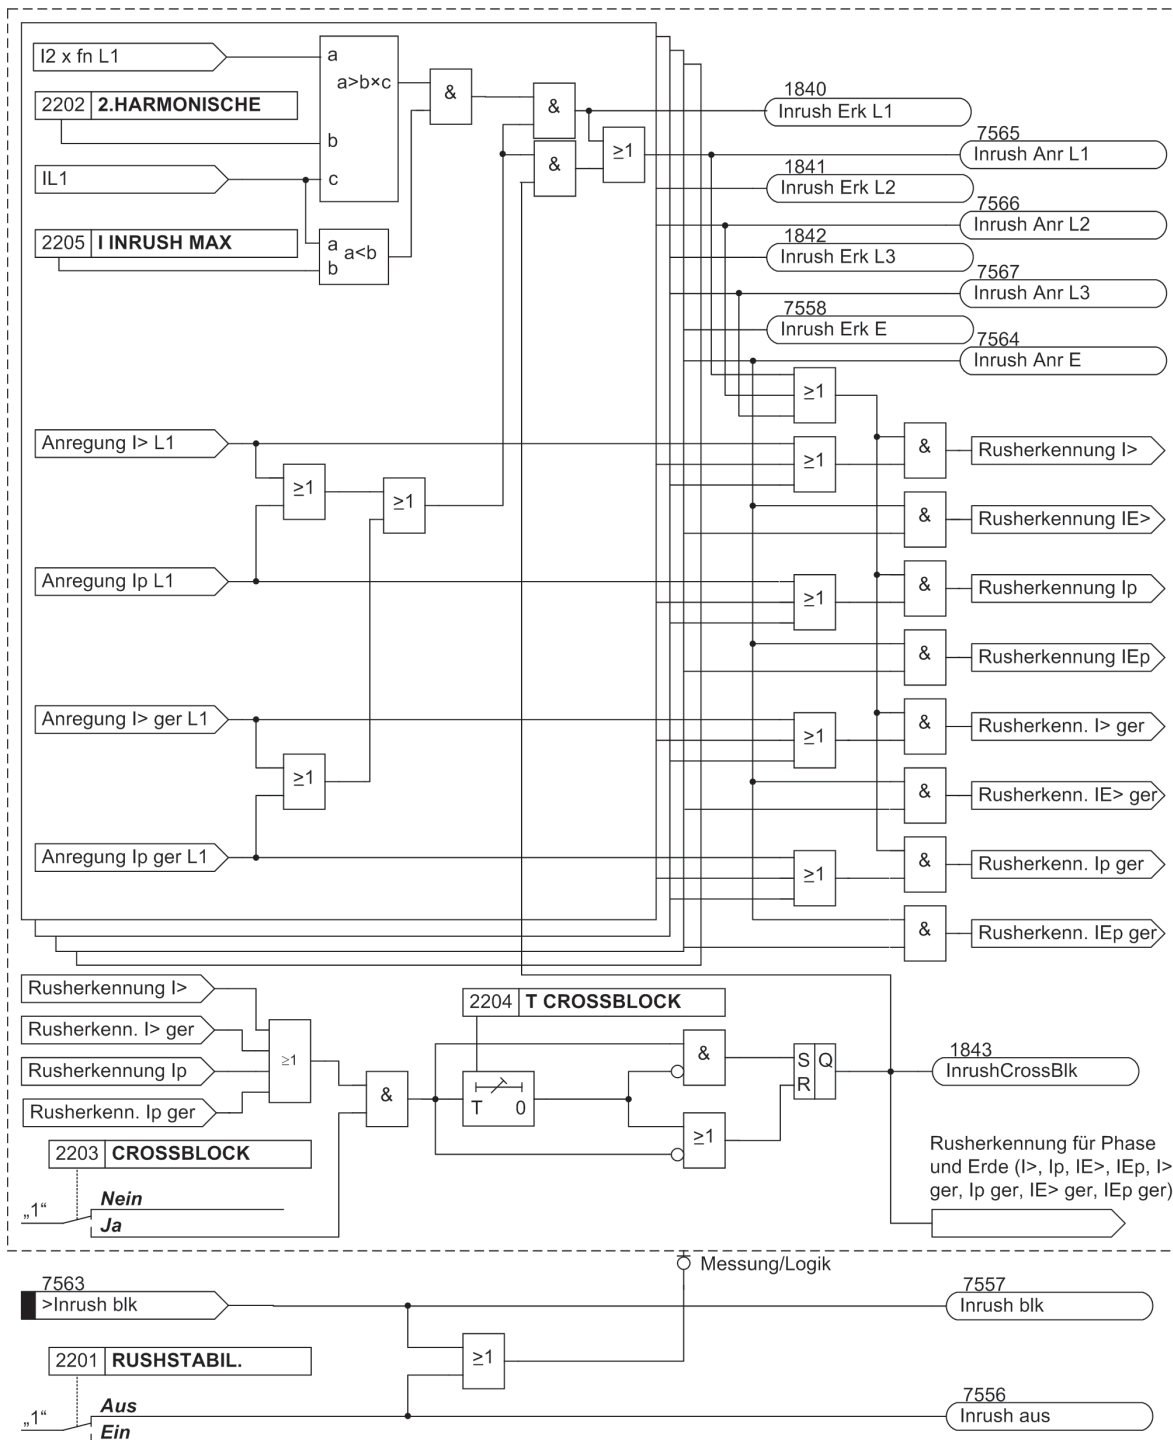 I2 x fn L1
a
a>b×c
&
2202 2.HARMONISCHE
b
&
1840
Inrush Erk L1
≥1
7565
Inrush Anr L1
IL1
c
&
1841
Inrush Erk L2
7566
Inrush Anr L2
2205 I INRUSH MAX
a
a<b
b
1842
Inrush Erk L3
7567
Inrush Anr L3
7558
Inrush Erk E
7564
Inrush Anr E
≥1
Anregung I> L1
≥1
&
Rusherkennung I>
≥1
≥1
&
Rusherkennung IE>
Anregung Ip L1
≥1
&
Rusherkennung Ip
&
Rusherkennung IEp
Anregung I> ger L1
≥1
&
Rusherkenn. I> ger
≥1
&
Rusherkenn. IE> ger
Anregung Ip ger L1
≥1
&
Rusherkenn. Ip ger
&
Rusherkenn. IEp ger
Rusherkennung I>
2204 T CROSSBLOCK
Rusherkenn. I> ger
≥1
&
S Q
R
1843
InrushCrossBlk
Rusherkennung Ip
&
T 0
Rusherkenn. Ip ger
≥1
2203 CROSSBLOCK
Rusherkennung für Phase
und Erde (I>, Ip, IE>, IEp, I>
ger, Ip ger, IE> ger, IEp ger)
„1“
Nein
Ja
Messung/Logik
7563
>Inrush blk
7557
Inrush blk
2201 RUSHSTABIL.
≥1
„1“
Aus
Ein
7556
Inrush aus